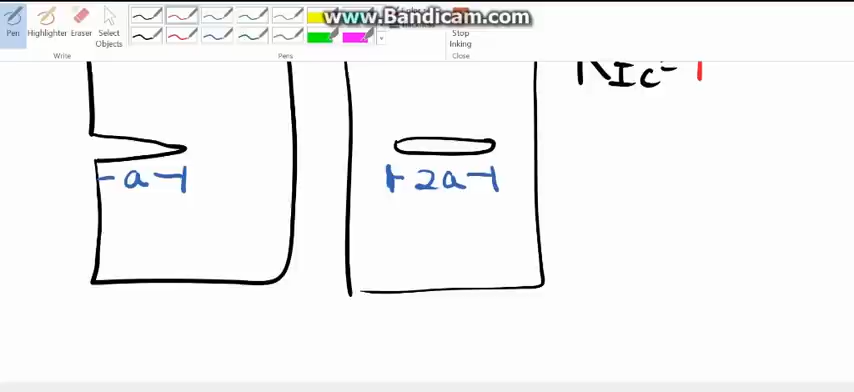 www.Bandicam.com
Pen
Highlighter
Eraser
Select
Objects
Stop
Inking
Write
Pens
Close
KIc =
a
2a